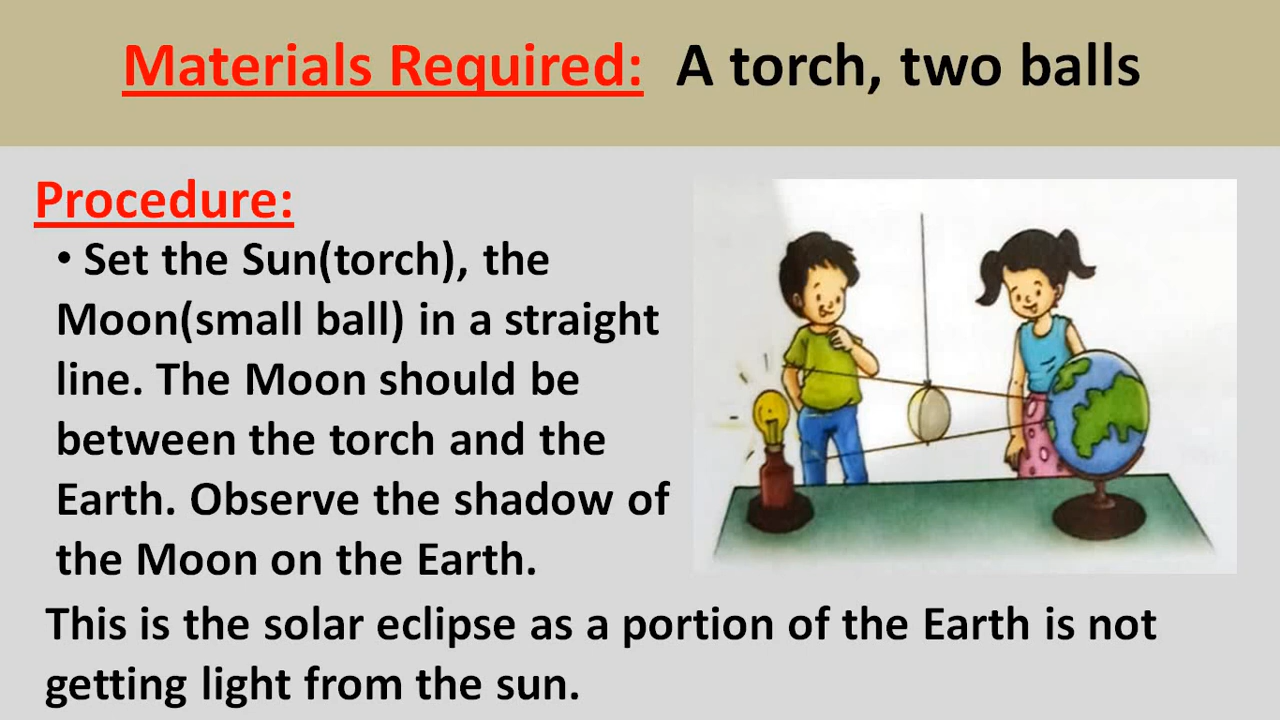 Materials Required: A torch, two balls
Procedure:
• Set the Sun(torch), the
Moon(small ball) in a straight
line. The Moon should be
between the torch and the
Earth. Observe the shadow of
the Moon on the Earth.
This is the solar eclipse as a portion of the Earth is not
getting light from the sun.